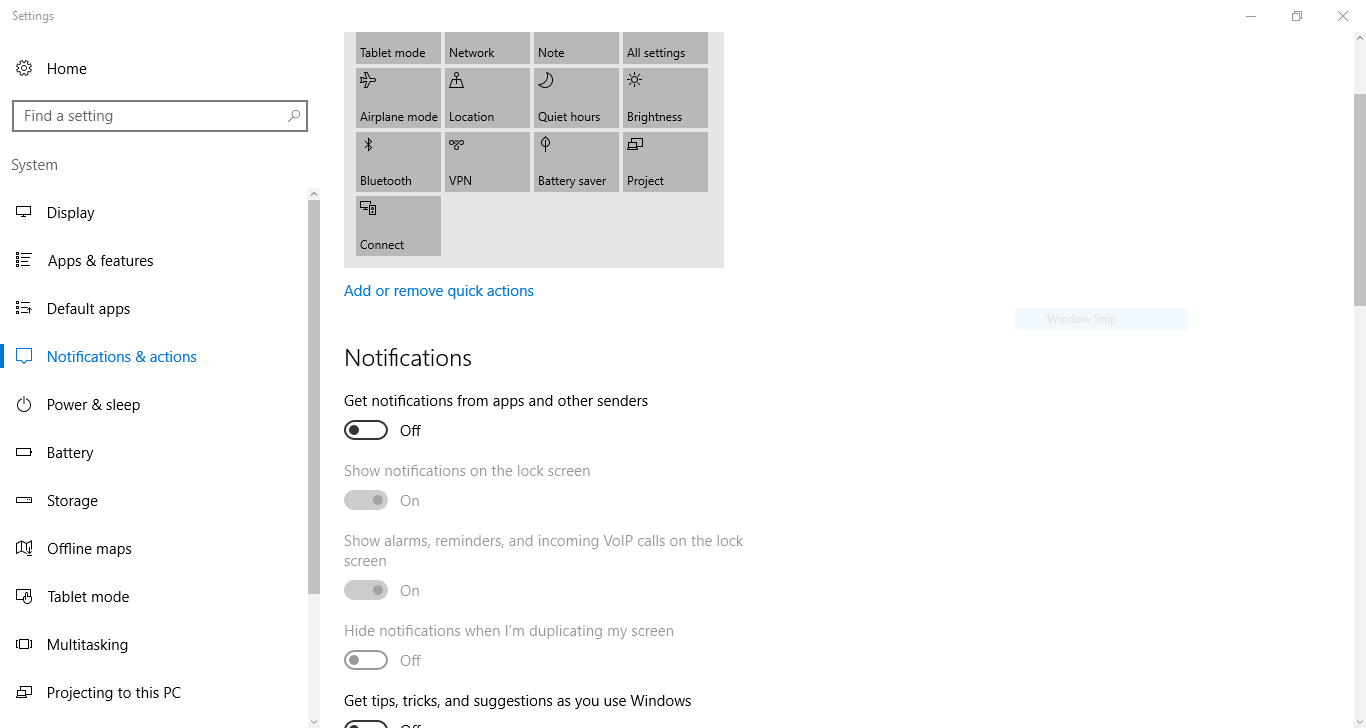 Settings
Home
Find a setting
System
Display
Apps & features
Default apps
Notifications & actions
Power & sleep
Battery
Storage
Offline maps
Tablet mode
Multitasking
Projecting to this PC
Tablet mode Network Note All settings
Airplane mode Location Quiet hours Brightness
Bluetooth VPN Battery saver Project
Connect
Add or remove quick actions
Window Snip
Notifications
Get notifications from apps and other senders
Off
Show notifications on the lock screen
On
Show alarms, reminders, and incoming VoIP calls on the lock
screen
On
Hide notifications when I'm duplicating my screen
Off
Get tips, tricks, and suggestions as you use Windows
Off